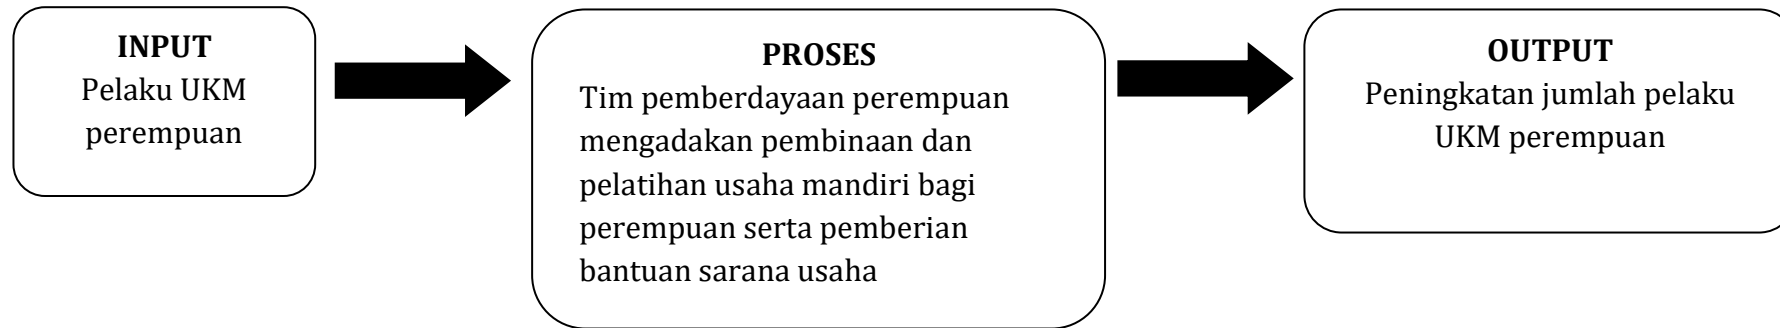 INPUT
Pelaku UKM
perempuan
PROSES
Tim pemberdayaan perempuan
mengadakan pembinaan dan
pelatihan usaha mandiri bagi
perempuan serta pemberian
bantuan sarana usaha
OUTPUT
Peningkatan jumlah pelaku
UKM perempuan